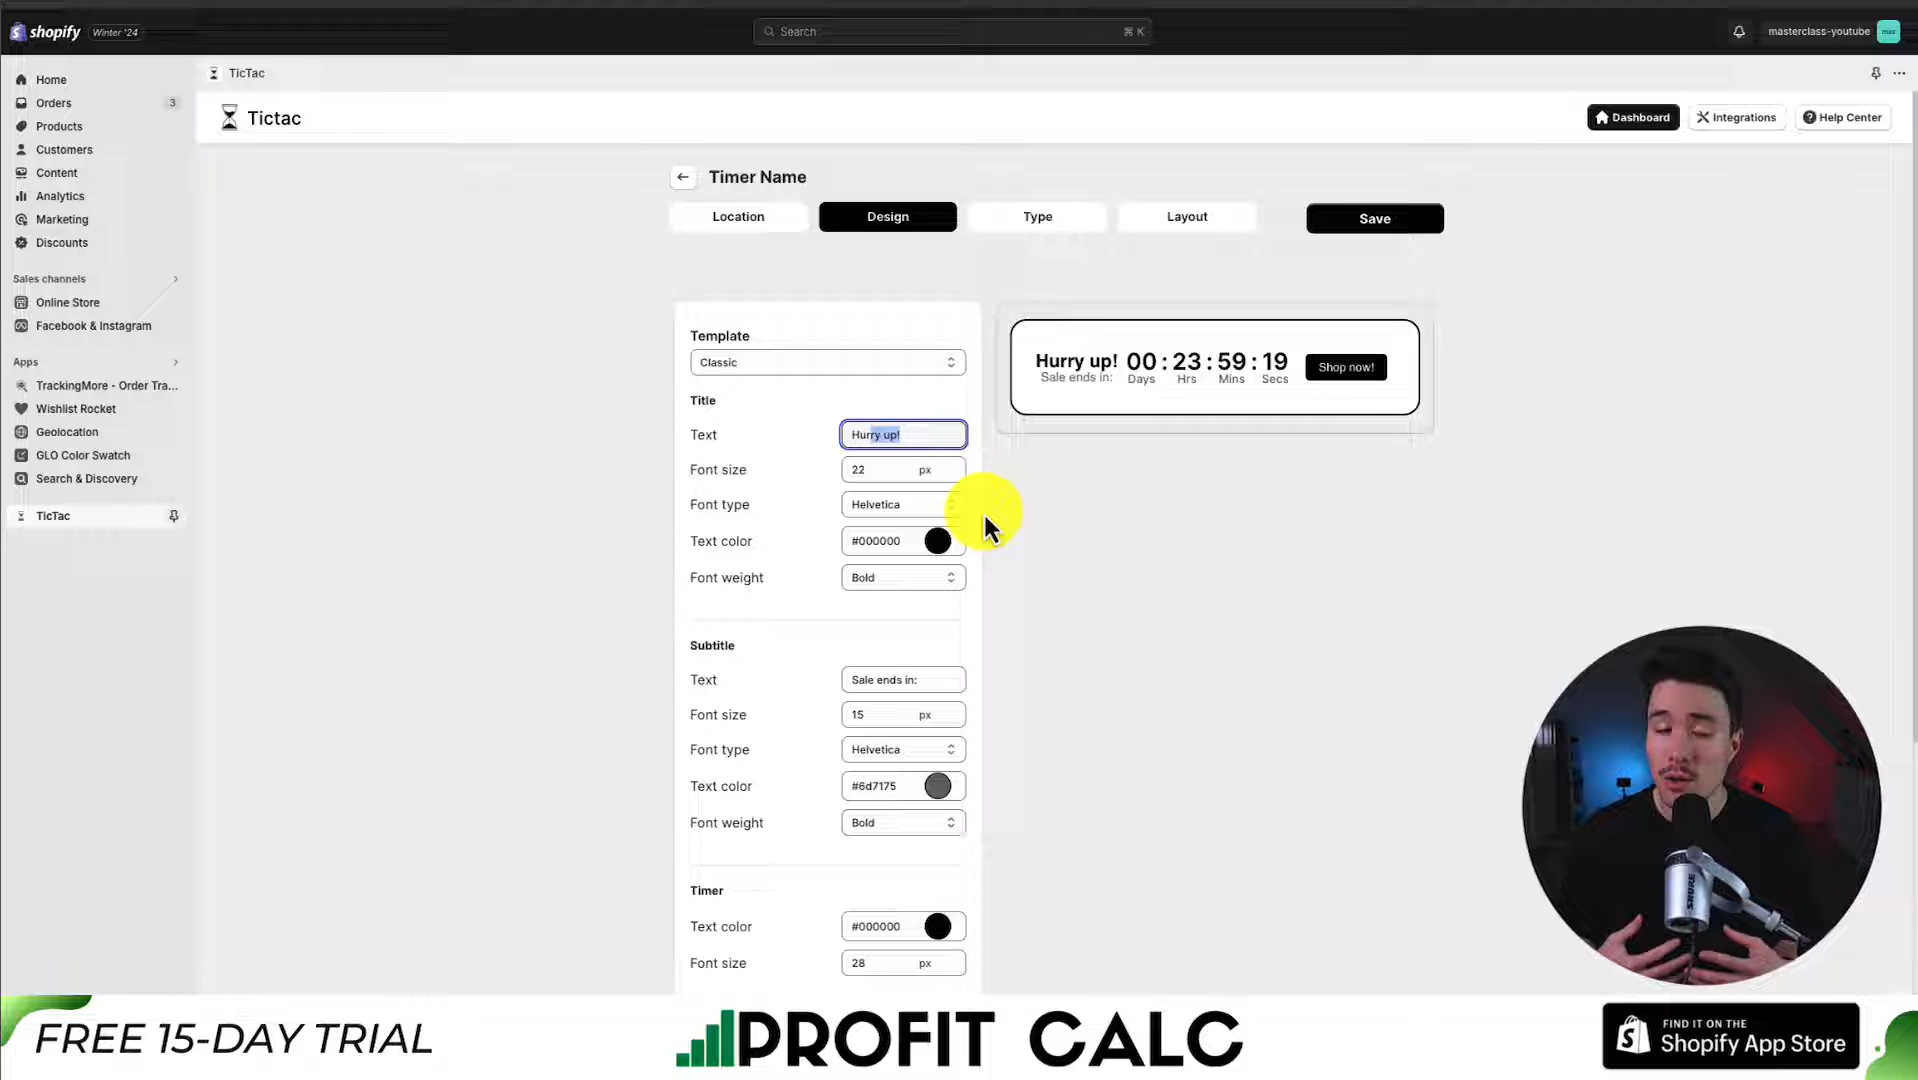 shopify Winter '24
Search ⌘ K
masterclass-youtube
Home
Orders 3
Products
Customers
Content
Analytics
Marketing
Discounts
Sales channels
Online Store
Facebook & Instagram
Apps
TrackingMore - Order Tra...
Wishlist Rocket
Geolocation
GLO Color Swatch
Search & Discovery
TicTac
TicTac
Tictac
Dashboard
Integrations
Help Center
Timer Name
Location
Design
Type
Layout
Save
Template
Classic
Title
Text Hurry up!
Font size 22 px
Font type Helvetica
Text color #000000
Font weight Bold
Subtitle
Text Sale ends in:
Font size 15 px
Font type Helvetica
Text color #6d7175
Font weight Bold
Timer
Text color #000000
Font size 28 px
Hurry up! 00 : 23 : 59 : 19
Sale ends in: Days Hrs Mins Secs
Shop now!
SHURE
FREE 15-DAY TRIAL
PROFIT CALC
FIND IT ON THE
Shopify App Store